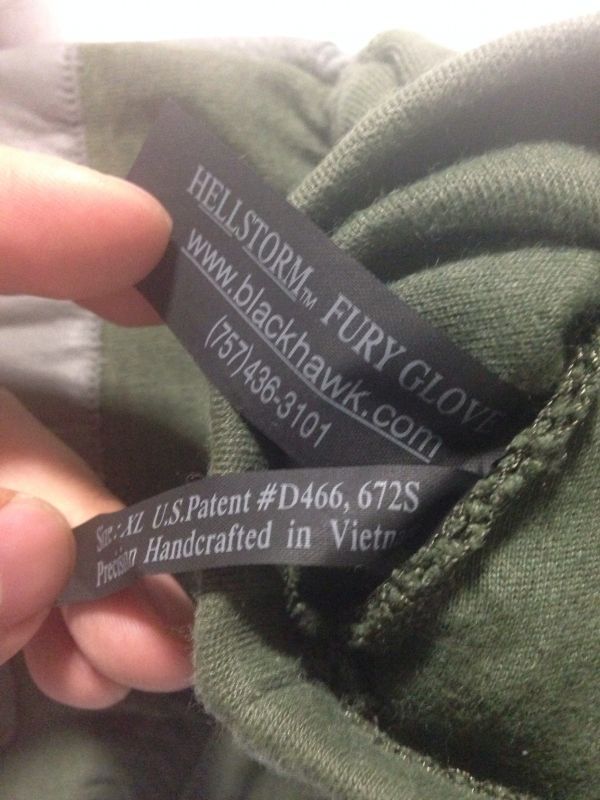 HELLSTORM™ FURY GLOVE
www.blackhawk.com
(757)436-3101
Size: XL U.S.Patent #D466, 672S
Precision Handcrafted in Vietn